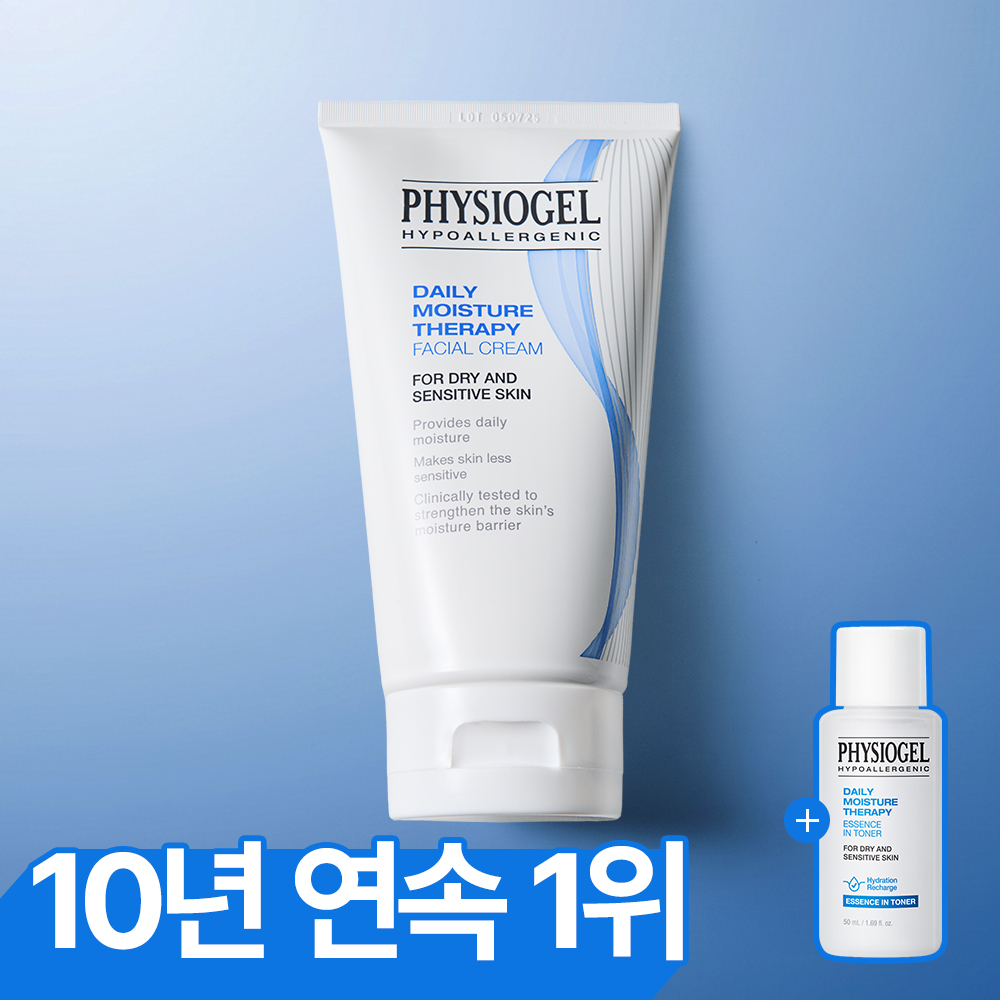 LOT 050725
PHYSIOGEL
HYPOALLERGENIC
DAILY
MOISTURE
THERAPY
FACIAL CREAM
FOR DRY AND
SENSITIVE SKIN
Provides daily
moisture
Makes skin less
sensitive
Clinically tested to
strengthen the skin's
moisture barrier
10년 연속 1위
+
PHYSIOGEL
HYPOALLERGENIC
DAILY
MOISTURE
THERAPY
ESSENCE
IN TONER
FOR DRY AND
SENSITIVE SKIN
Hydration
Recharge
ESSENCE IN TONER
50 mL / 1.69 fl. oz.